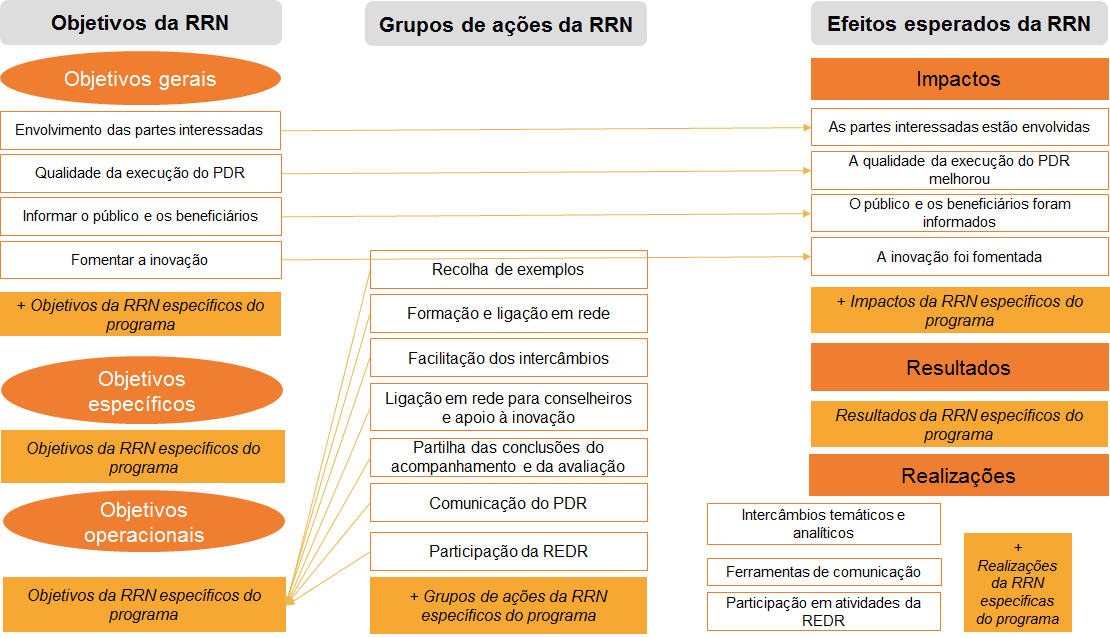 Objetivos da RRN
Objetivos gerais
Envolvimento das partes interessadas
Qualidade da execução do PDR
Informar o público e os beneficiários
Fomentar a inovação
+ Objetivos da RRN específicos do
programa
Objetivos
específicos
Objetivos da RRN específicos do
programa
Objetivos
operacionais
Objetivos da RRN específicos do
programa
Grupos de ações da RRN
Recolha de exemplos
Formação e ligação em rede
Facilitação dos intercâmbios
Ligação em rede para conselheiros
e apoio à inovação
Partilha das conclusões do
acompanhamento e da avaliação
Comunicação do PDR
Participação da REDR
+ Grupos de ações da RRN
específicos do programa
Efeitos esperados da RRN
Impactos
As partes interessadas estão envolvidas
A qualidade da execução do PDR
melhorou
O público e os beneficiários foram
informados
A inovação foi fomentada
+ Impactos da RRN específicos do
programa
Resultados
Resultados da RRN específicos do
programa
Realizações
Intercâmbios temáticos e
analíticos
Ferramentas de comunicação
Participação em atividades da
REDR
+
Realizações
da RRN
específicas
do programa